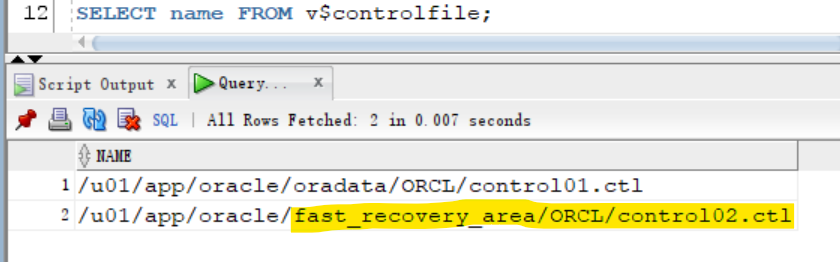 12 SELECT name FROM v$controlfile;
Script Output x Query... x
SQL | All Rows Fetched: 2 in 0.007 seconds
NAME
1 /u01/app/oracle/oradata/ORCL/control01.ctl
2 /u01/app/oracle/fast_recovery_area/ORCL/control02.ctl